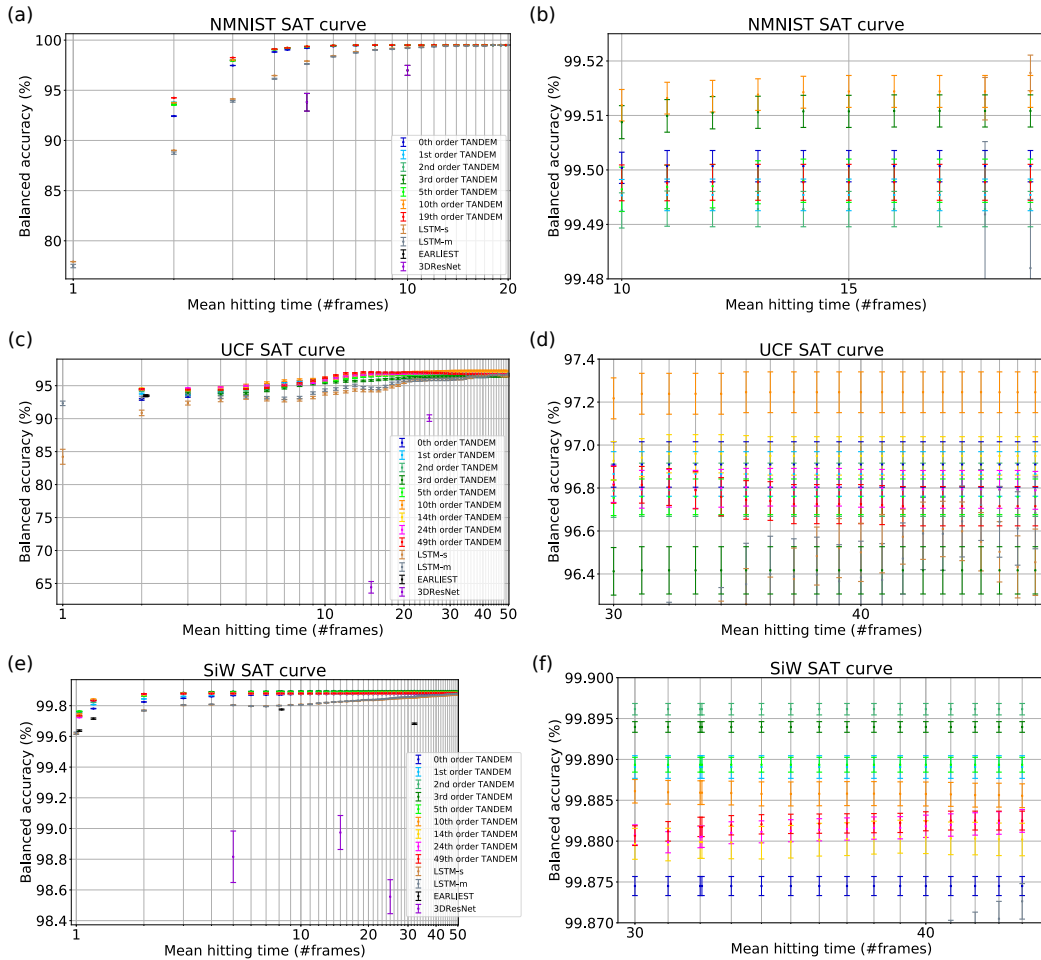 (a)
NMNIST SAT curve
100
95
90
85
80
Balanced accuracy (%)
0th order TANDEM
1st order TANDEM
2nd order TANDEM
3rd order TANDEM
5th order TANDEM
10th order TANDEM
19th order TANDEM
LSTM-s
LSTM-m
EARLIEST
3DResNet
1
10
20
Mean hitting time (#frames)
(b)
99.52
99.51
99.50
99.49
99.48
Balanced accuracy (%)
10
15
Mean hitting time (#frames)
(c)
UCF SAT curve
95
90
85
80
75
70
65
Balanced accuracy (%)
0th order TANDEM
1st order TANDEM
2nd order TANDEM
3rd order TANDEM
5th order TANDEM
10th order TANDEM
14th order TANDEM
24th order TANDEM
49th order TANDEM
LSTM-s
LSTM-m
EARLIEST
3DResNet
1
10
20
30
40
50
Mean hitting time (#frames)
(d)
UCF SAT curve
97.4
97.2
97.0
96.8
96.6
96.4
Balanced accuracy (%)
30
40
Mean hitting time (#frames)
(e)
SiW SAT curve
99.8
99.6
99.4
99.2
99.0
98.8
98.6
98.4
Balanced accuracy (%)
0th order TANDEM
1st order TANDEM
2nd order TANDEM
3rd order TANDEM
5th order TANDEM
10th order TANDEM
14th order TANDEM
24th order TANDEM
49th order TANDEM
LSTM-s
LSTM-m
EARLIEST
3DResNet
1
10
20
30
40
50
Mean hitting time (#frames)
(f)
SiW SAT curve
99.900
99.895
99.890
99.885
99.880
99.875
99.870
Balanced accuracy (%)
30
40
Mean hitting time (#frames)